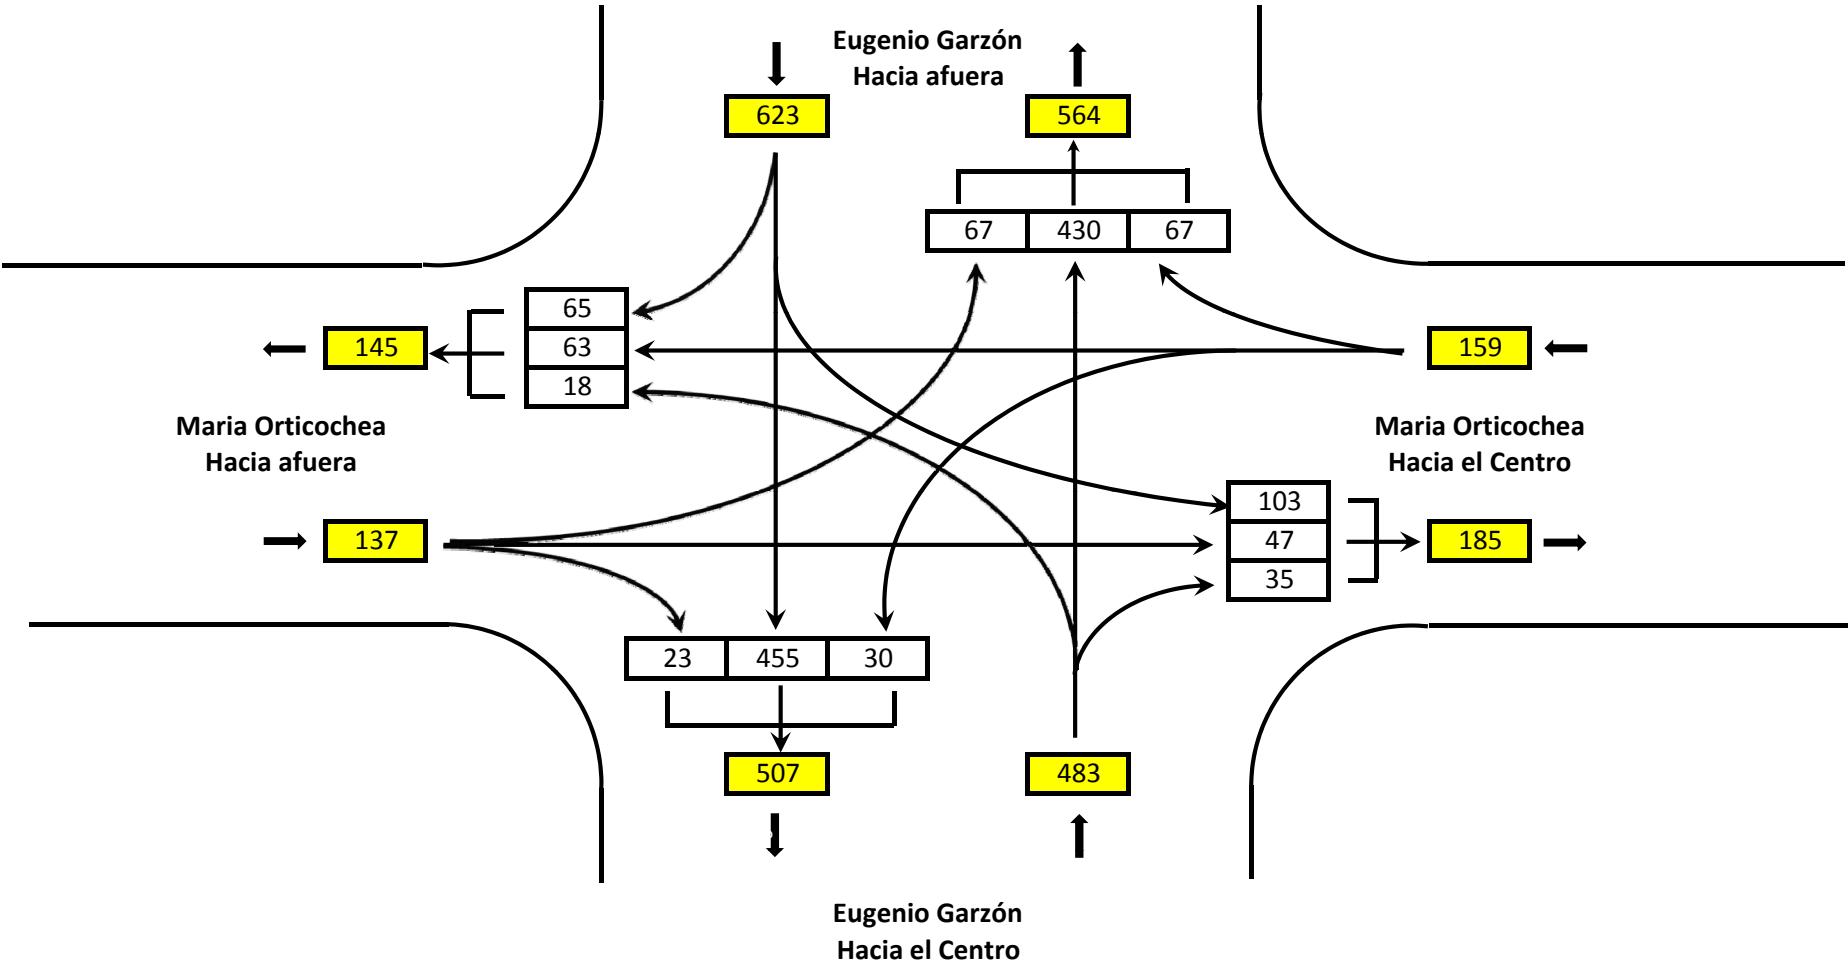 Eugenio Garzón
Hacia afuera
623
564
67 430 67
65
145 63 159
18
Maria Orticochea
Hacia afuera
Maria Orticochea
Hacia el Centro
103
137 47 185
35
23 455 30
507 483
Eugenio Garzón
Hacia el Centro